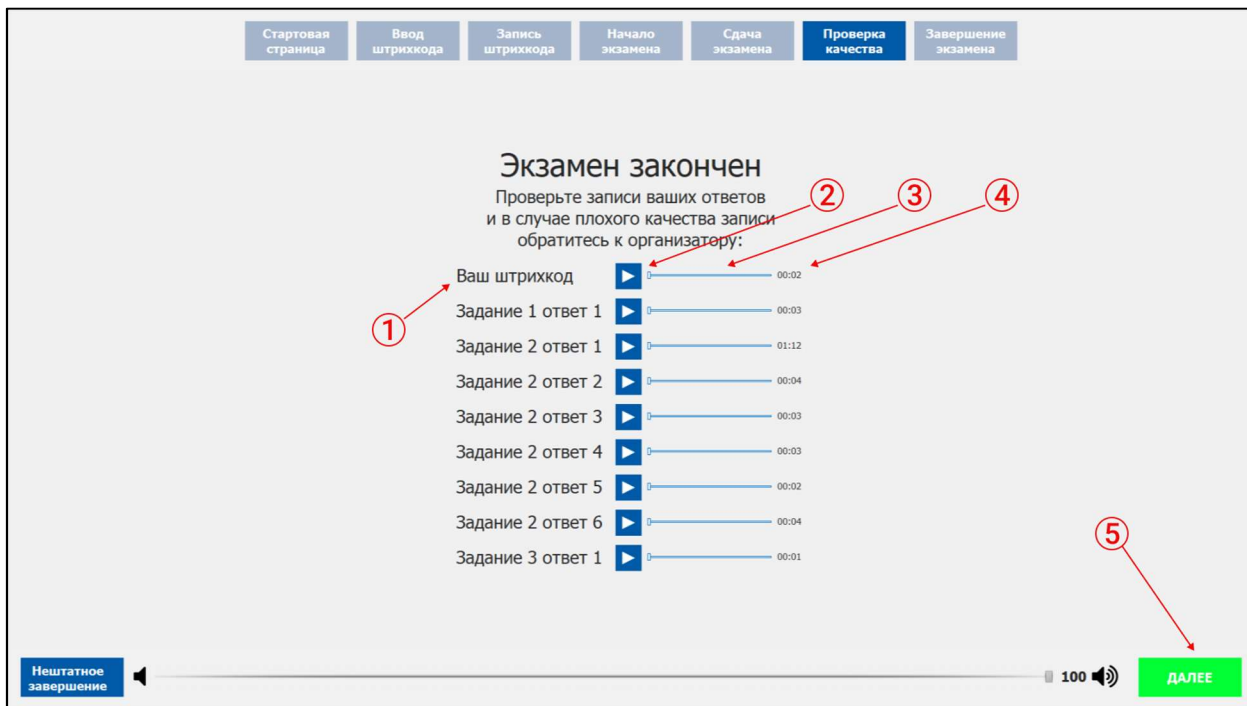 Стартовая страница
Ввод штрихкода
Запись штрихкода
Начало экзамена
Сдача экзамена
Проверка качества
Завершение экзамена
Экзамен закончен
Проверьте записи ваших ответов
и в случае плохого качества записи
обратитесь к организатору:
2
3
4
Ваш штрихкод 00:02
1
Задание 1 ответ 1 00:03
Задание 2 ответ 1 01:12
Задание 2 ответ 2 00:04
Задание 2 ответ 3 00:03
Задание 2 ответ 4 00:03
Задание 2 ответ 5 00:02
Задание 2 ответ 6 00:04
Задание 3 ответ 1 00:01
5
Нештатное
завершение
100
ДАЛЕЕ